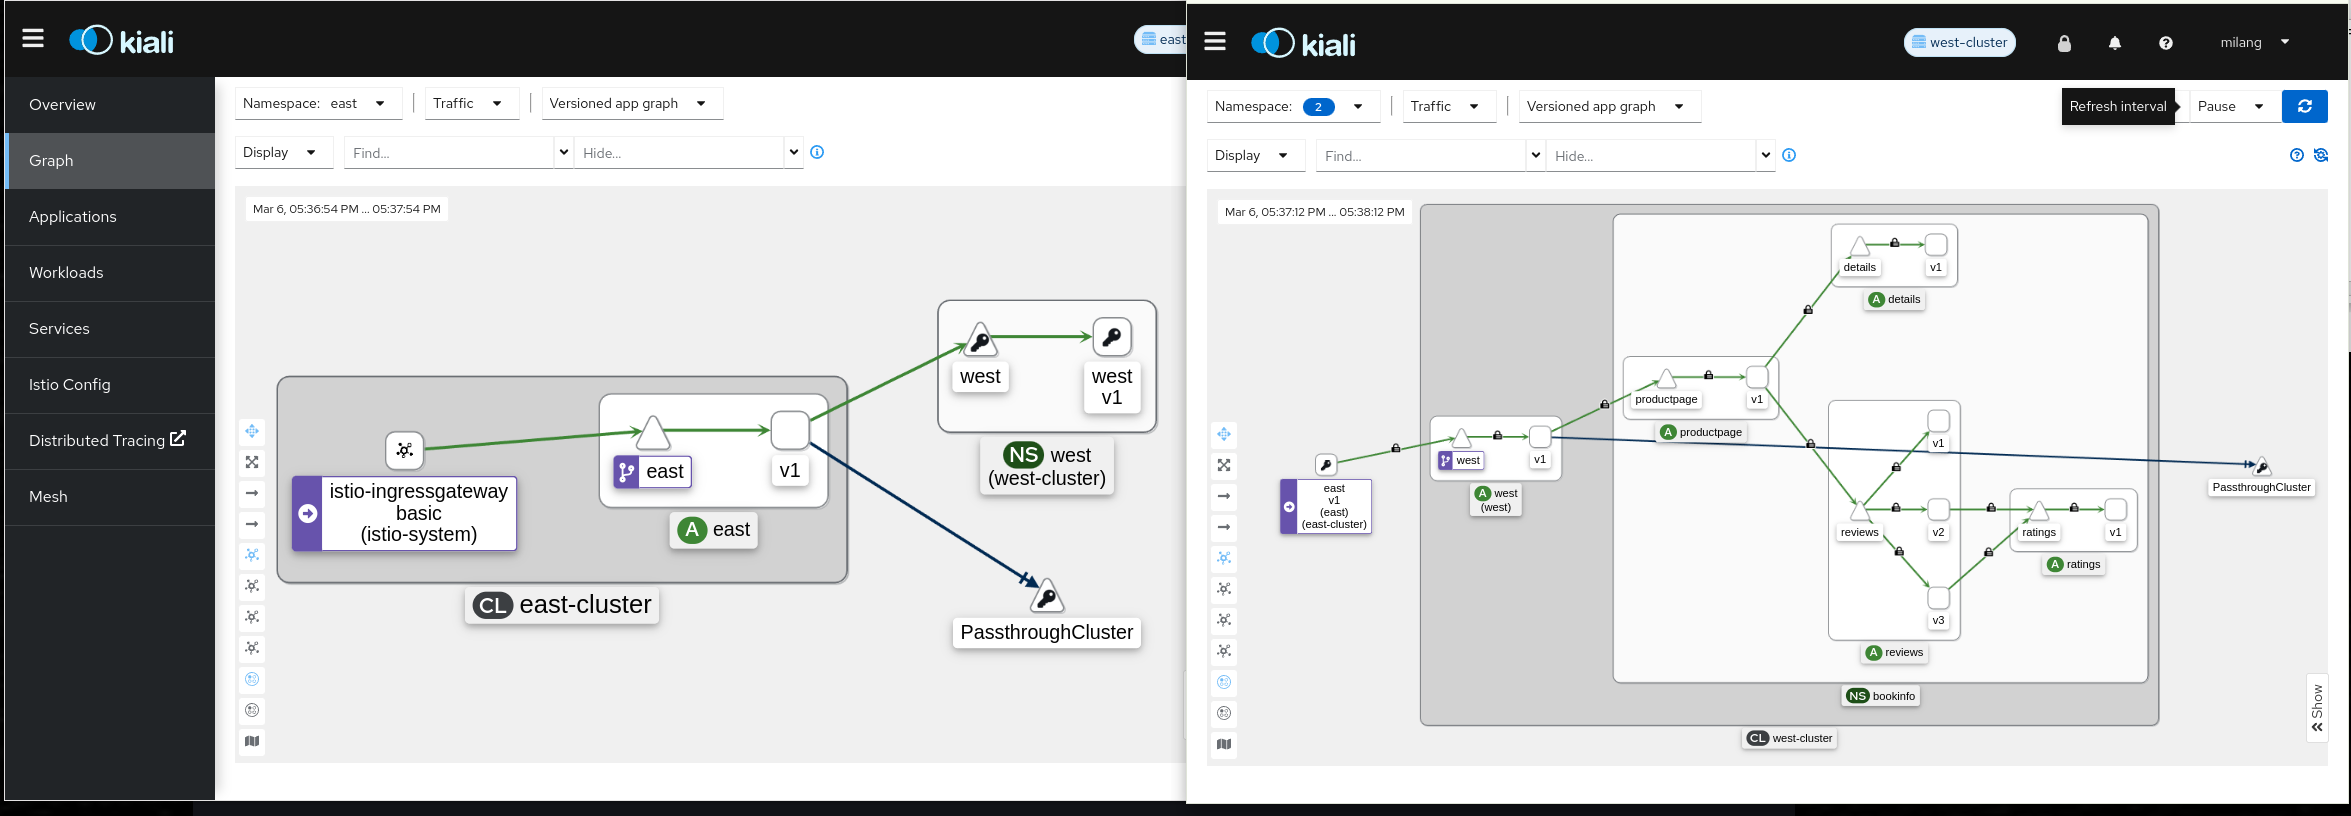 kiali
east
Overview
Graph
Applications
Workloads
Services
Istio Config
Distributed Tracing
Mesh
Namespace: east
Traffic
Versioned app graph
Display
Find...
Hide...
Mar 6, 05:36:54 PM ... 05:37:54 PM
istio-ingressgateway
basic
(istio-system)
east
v1
A east
CL east-cluster
west
west
v1
NS west
(west-cluster)
PassthroughCluster
kiali
west-cluster
milang
Namespace: 2
Traffic
Versioned app graph
Refresh interval
Pause
Display
Find...
Hide...
Mar 6, 05:37:12 PM ... 05:38:12 PM
details
v1
A details
productpage
v1
A productpage
east
v1
(east)
(east-cluster)
west
v1
A west
(west)
v1
reviews
v2
v3
A reviews
ratings
v1
A ratings
PassthroughCluster
NS bookinfo
CL west-cluster
Show